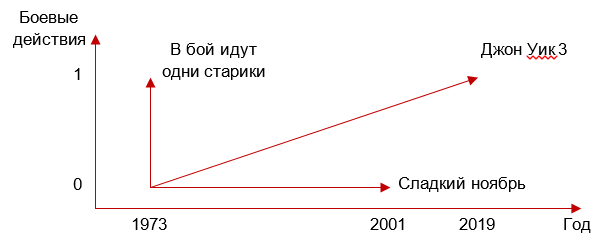 Боевые
действия
В бой идут
одни старики
Джон Уик 3
1
0
Сладкий ноябрь
1973
2001
2019
Год